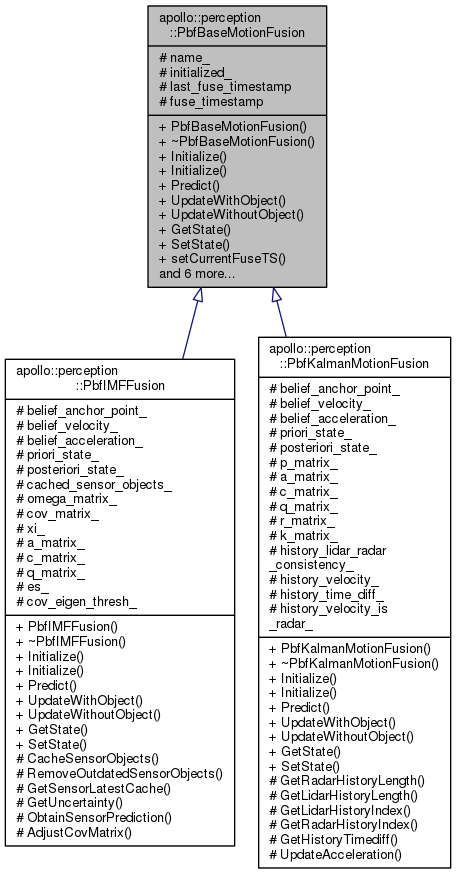 apollo::perception
::PbfBaseMotionFusion
# name_
# initialized_
# last_fuse_timestamp
# fuse_timestamp
+ PbfBaseMotionFusion()
+ ~PbfBaseMotionFusion()
+ Initialize()
+ Initialize()
+ Predict()
+ UpdateWithObject()
+ UpdateWithoutObject()
+ GetState()
+ SetState()
+ setCurrentFuseTS()
and 6 more...
apollo::perception
::PbfIMFFusion
# belief_anchor_point_
# belief_velocity_
# belief_acceleration_
# priori_state_
# posteriori_state_
# cached_sensor_objects_
# omega_matrix_
# cov_matrix_
# xi_
# a_matrix_
# c_matrix_
# q_matrix_
# es_
# cov_eigen_thresh_
+ PbfIMFFusion()
+ ~PbfIMFFusion()
+ Initialize()
+ Initialize()
+ Predict()
+ UpdateWithObject()
+ UpdateWithoutObject()
+ GetState()
+ SetState()
# CacheSensorObjects()
# RemoveOutdatedSensorObjects()
# GetSensorLatestCache()
# GetUncertainty()
# ObtainSensorPrediction()
# AdjustCovMatrix()
apollo::perception
::PbfKalmanMotionFusion
# belief_anchor_point_
# belief_velocity_
# belief_acceleration_
# priori_state_
# posteriori_state_
# p_matrix_
# a_matrix_
# c_matrix_
# q_matrix_
# r_matrix_
# k_matrix_
# history_lidar_radar
_consistency_
# history_velocity_
# history_time_diff_
# history_velocity_is
_radar_
+ PbfKalmanMotionFusion()
+ ~PbfKalmanMotionFusion()
+ Initialize()
+ Initialize()
+ Predict()
+ UpdateWithObject()
+ UpdateWithoutObject()
+ GetState()
+ SetState()
# GetRadarHistoryLength()
# GetLidarHistoryLength()
# GetLidarHistoryIndex()
# GetRadarHistoryIndex()
# GetHistoryTimediff()
# UpdateAcceleration()